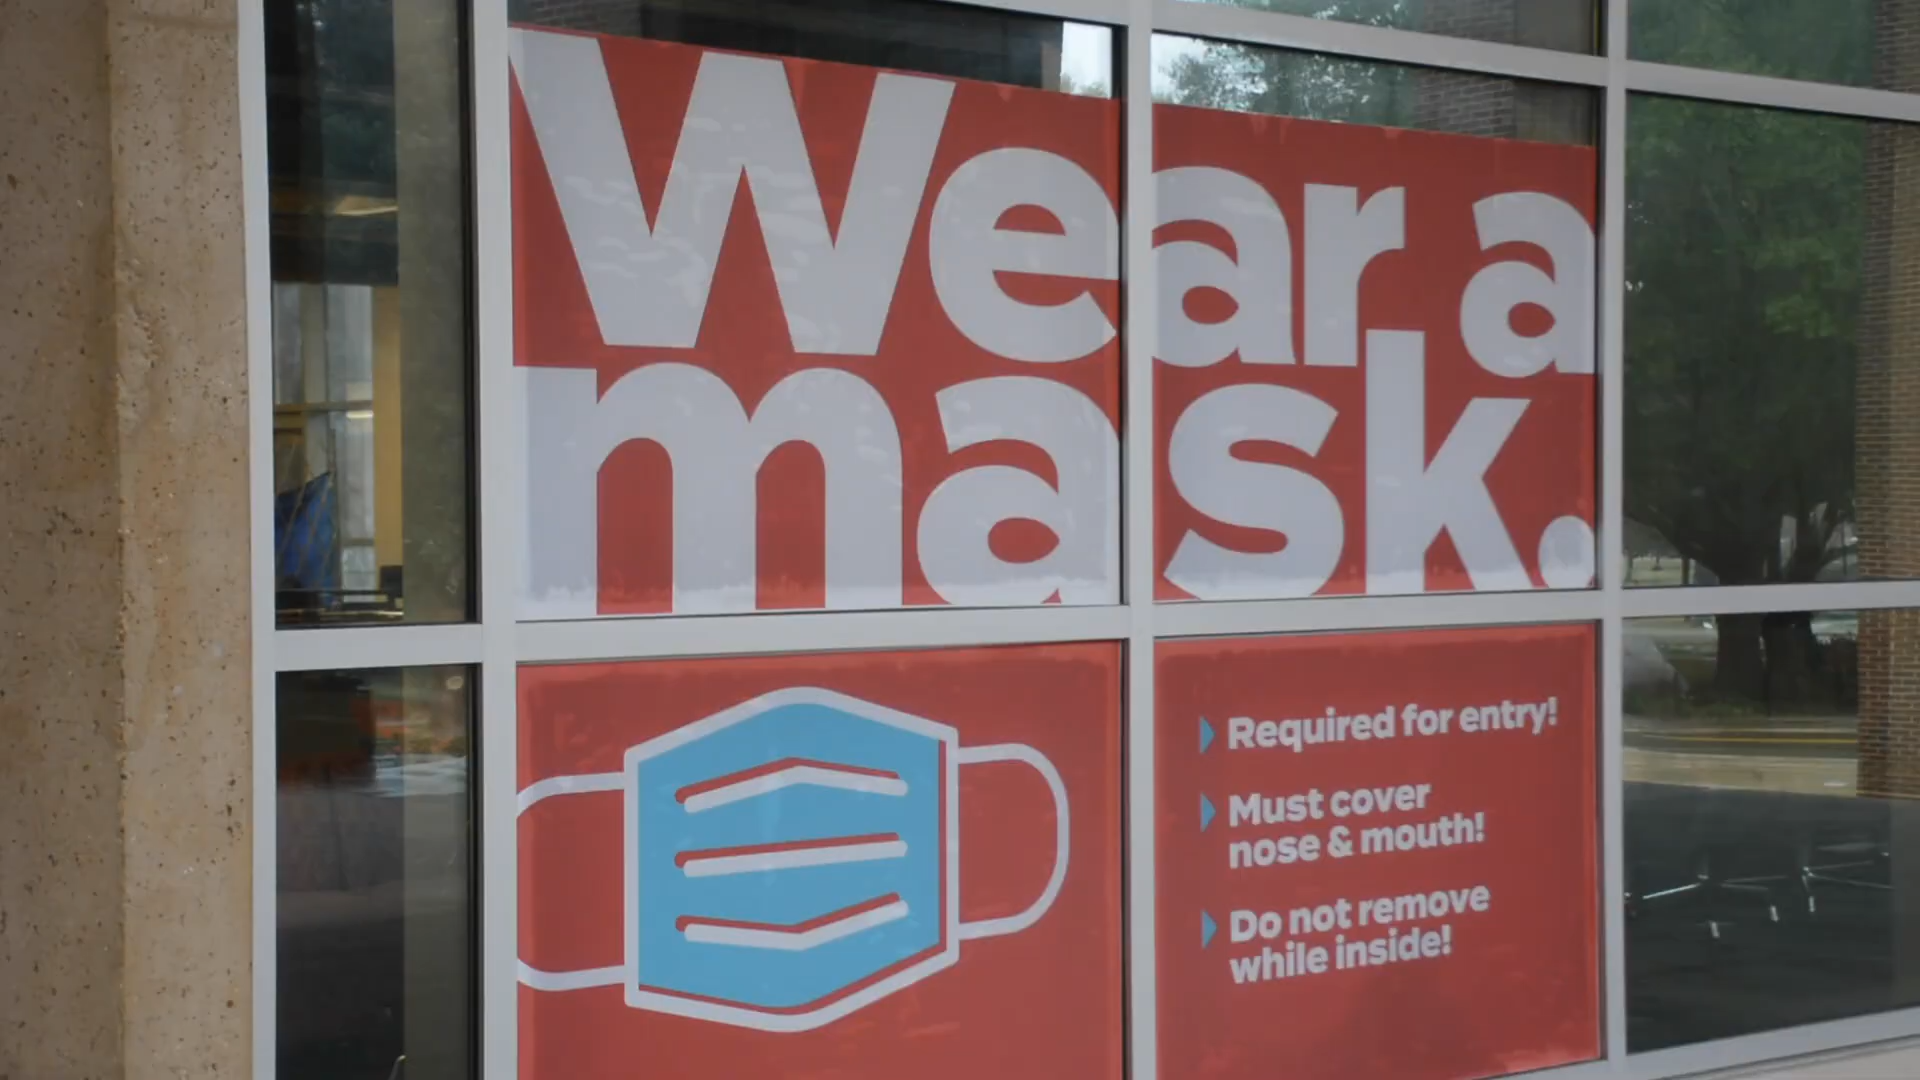 Wear a
mask.
Required for entry!
Must cover
nose & mouth!
Do not remove
while inside!